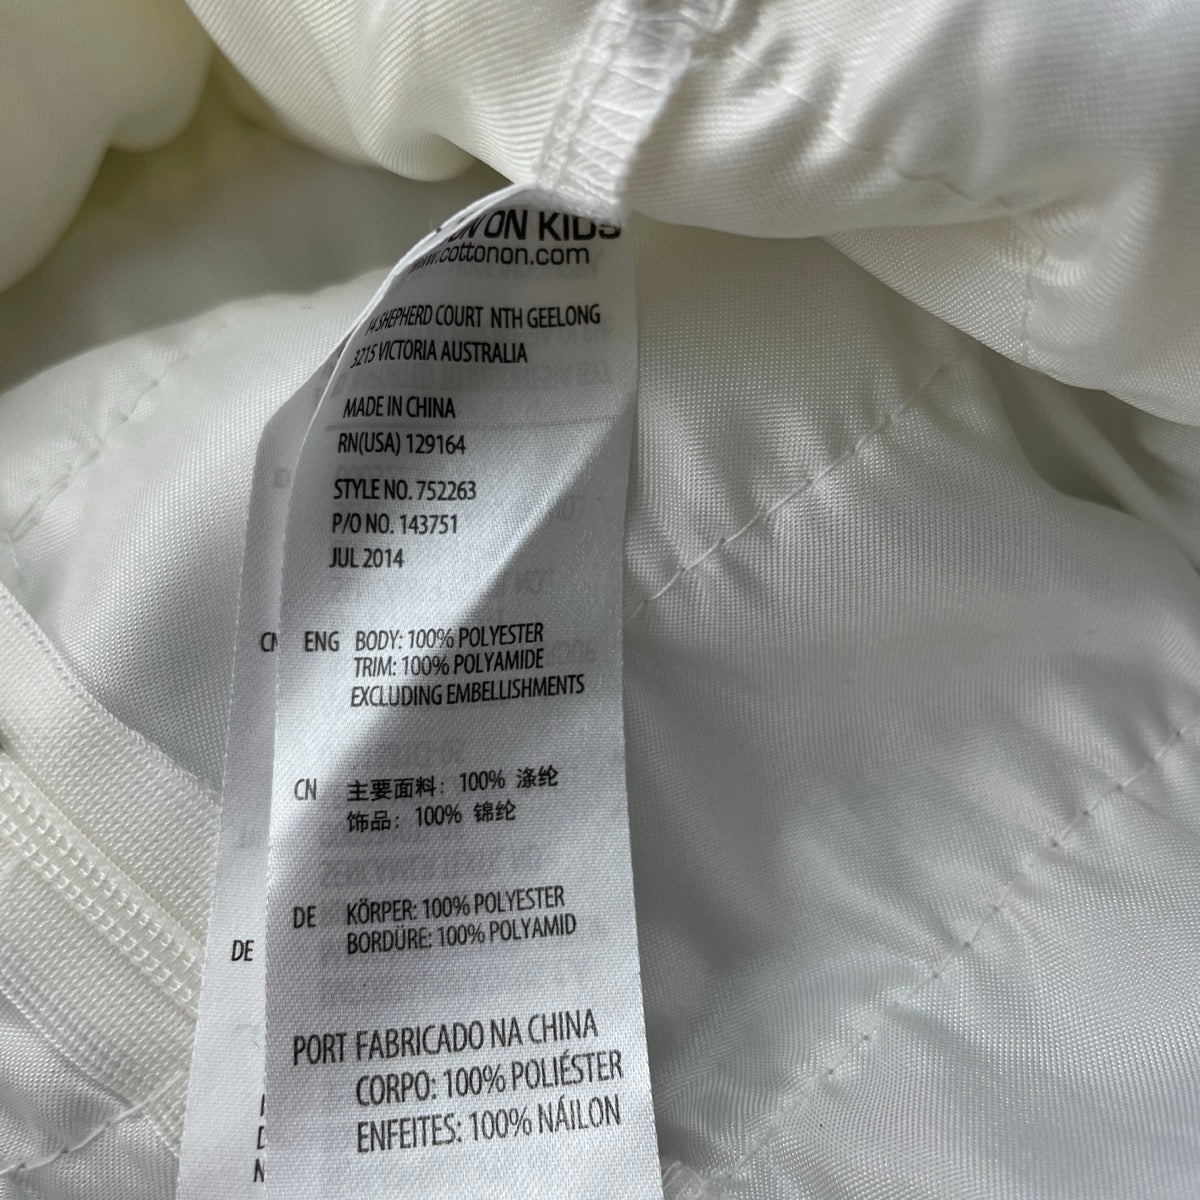 ON KIDS
www.cottonon.com
14 SHEPHERD COURT NTH GEELONG
3215 VICTORIA AUSTRALIA
MADE IN CHINA
RN(USA) 129164
STYLE NO. 752263
P/O NO. 143751
JUL 2014
CN
ENG BODY: 100% POLYESTER
TRIM: 100% POLYAMIDE
EXCLUDING EMBELLISHMENTS
CN 主要面料：100% 涤纶
饰品：100% 锦纶
DE KÖRPER: 100% POLYESTER
BORDÜRE: 100% POLYAMID
DE
PORT FABRICADO NA CHINA
CORPO: 100% POLIÉSTER
ENFEITES: 100% NÁILON